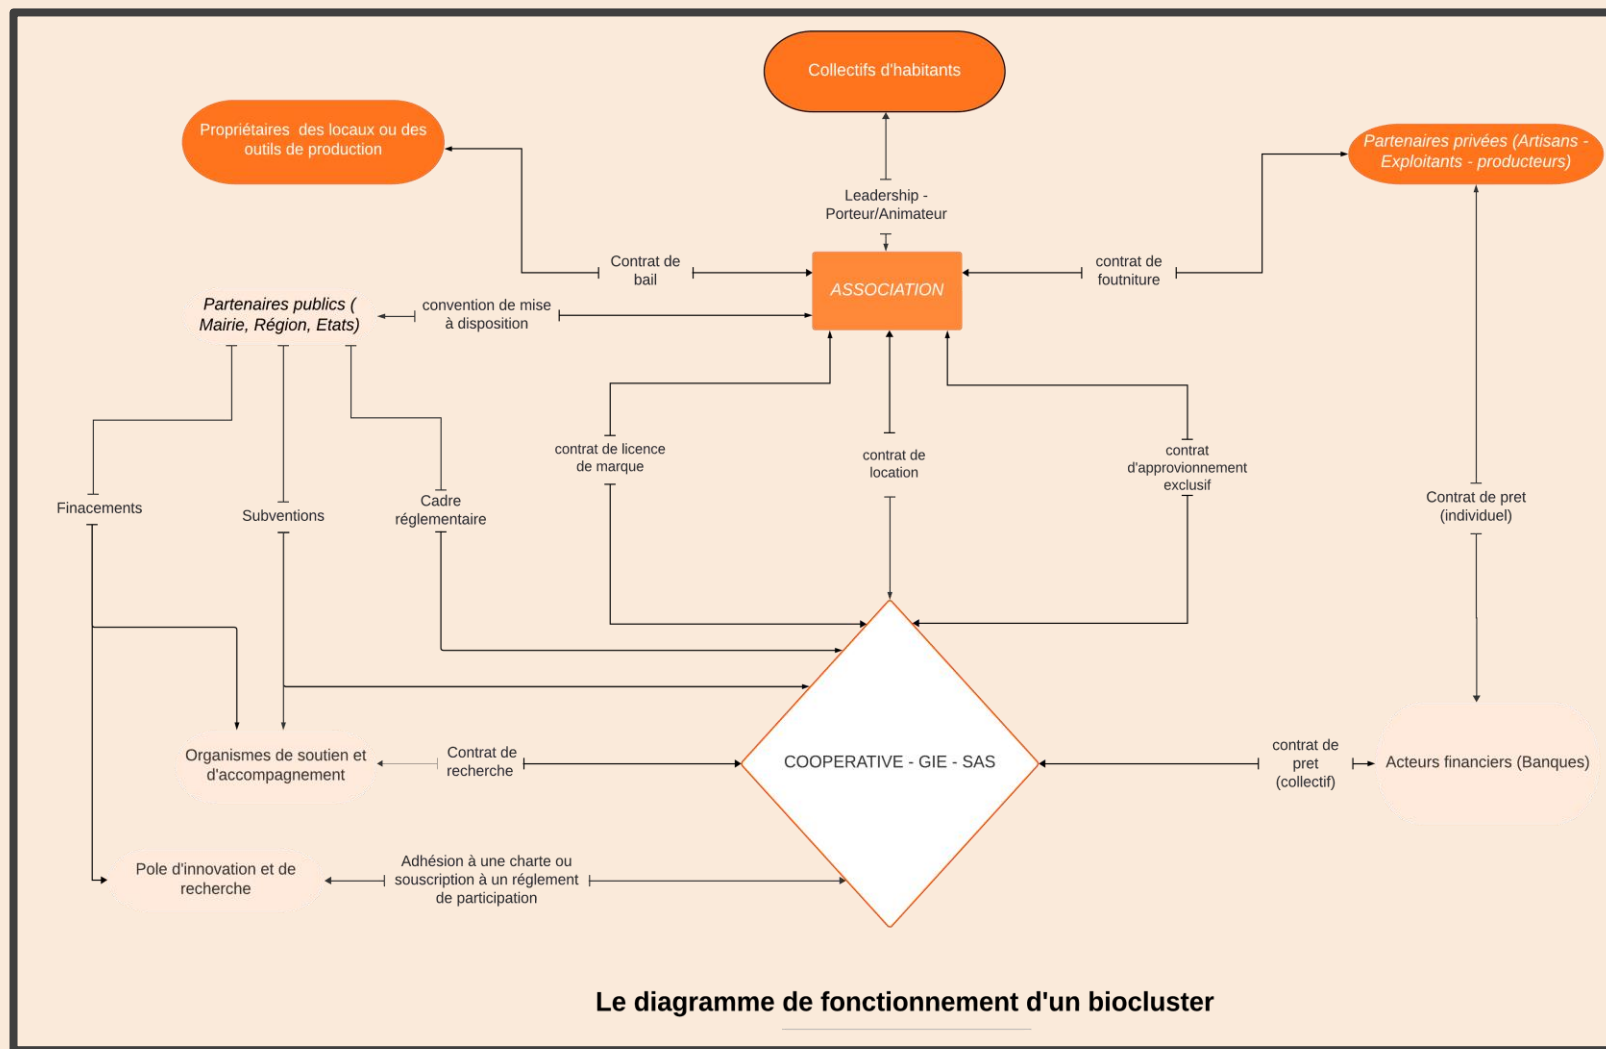 Collectifs d'habitants
Propriétaires des locaux ou des
outils de production
Partenaires privées (Artisans -
Exploitants - producteurs)
Leadership -
Porteur/Animateur
Contrat de
bail
contrat de
foutniture
ASSOCIATION
Partenaires publics (
Mairie, Région, Etats)
convention de mise
à disposition
contrat de licence
de marque
contrat de
location
contrat
d'approvionnement
exclusif
Finacements
Subventions
Cadre
réglementaire
Contrat de pret
(individuel)
Organismes de soutien et
d'accompagnement
Contrat de
recherche
COOPERATIVE - GIE - SAS
contrat de
pret
(collectif)
Acteurs financiers (Banques)
Pole d'innovation et de
recherche
Adhésion à une charte ou
souscription à un réglement
de participation
Le diagramme de fonctionnement d'un biocluster